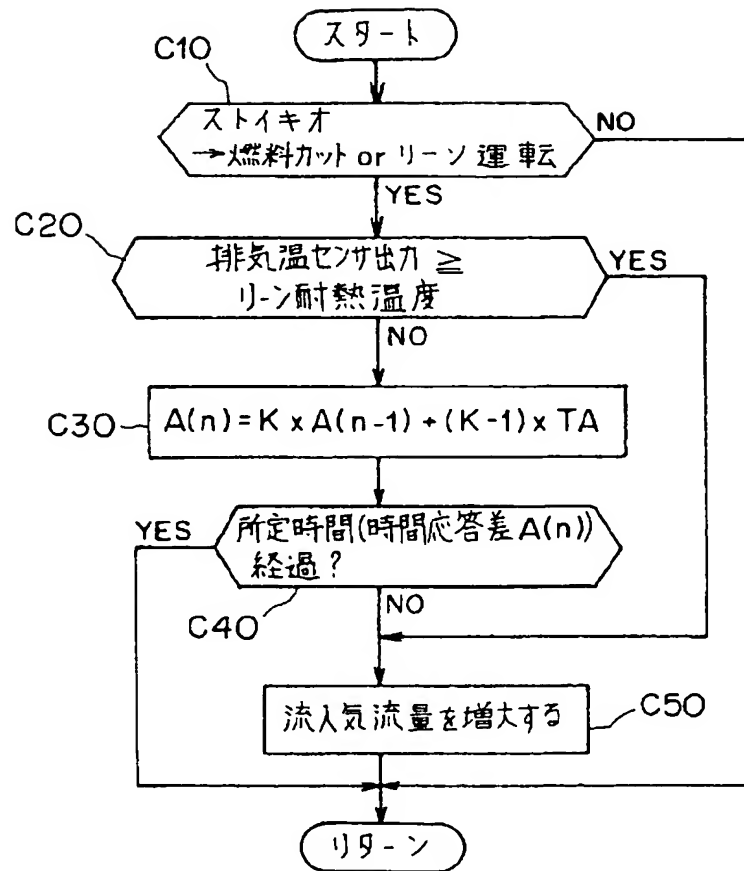 スタート
C10
ストイキオ
→燃料カット or リーン運転
NO
YES
C20
排気温センサ出力 ≧
リーン耐熱温度
YES
NO
C30
A(n) = K x A(n-1) + (K-1) x TA
YES
所定時間(時間応答差A(n))
経過?
C40
NO
流入気流量を増大する
C50
リターン